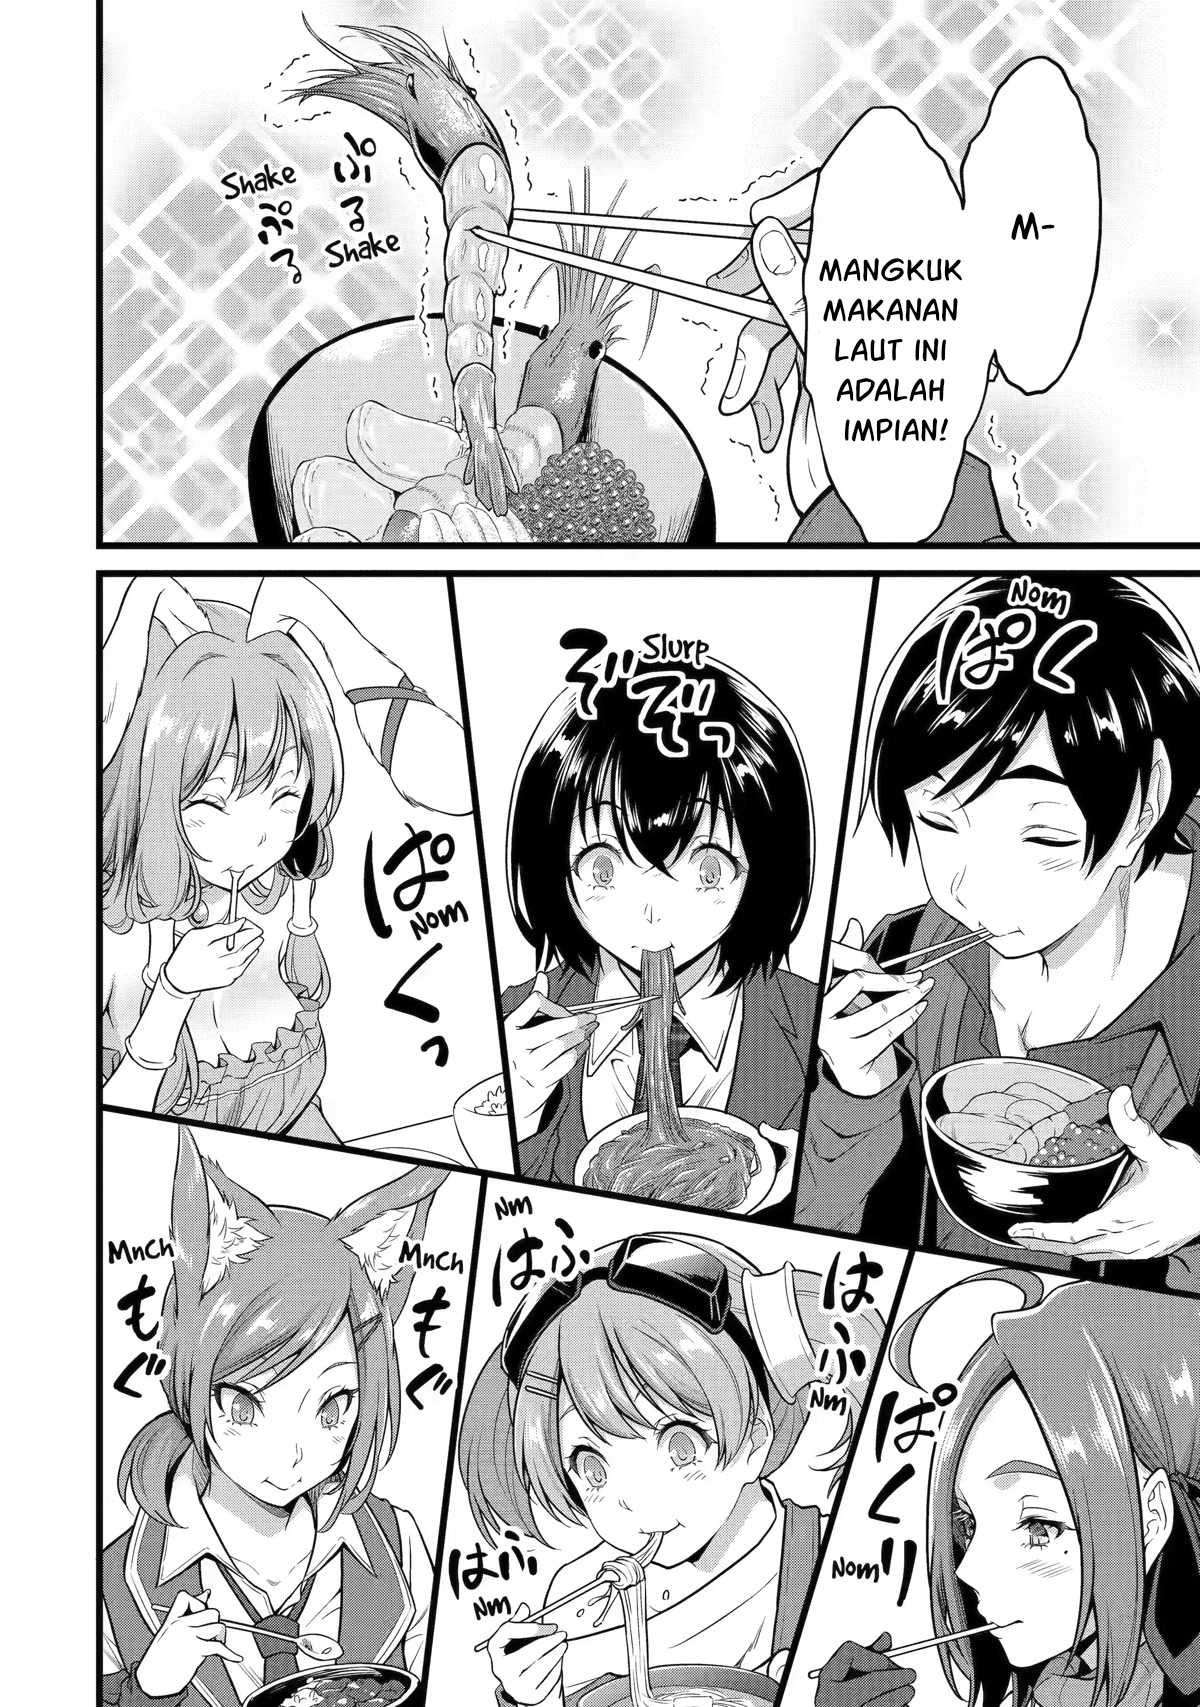 M-
MANGKUK
MAKANAN
LAUT INI
ADALAH
IMPIAN!
ぷる
Shake
ぷる
Shake
Nom
ぱく
Slurp
ぞぞぞっ
ぱくっ
Nom
MnCh
もぐ
MnCh
もぐ
Nm
はふ
はふ
Nm
はふ
Nm
ぱくり
Nom